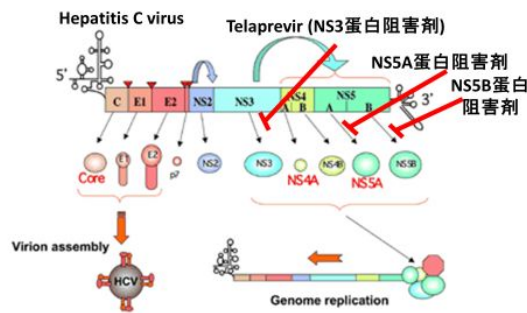 Hepatitis C virus
Telaprevir (NS3蛋白阻害剤)
NS5A蛋白阻害剤
NS5B蛋白
阻害剤
5'
3'
C E1 E2 NS2 NS3 NS4 NS5
A B A B
Core E1 E2 p7 NS2 NS3 NS4A NS4B NS5A NS5B
Virion assembly
HCV
Genome replication